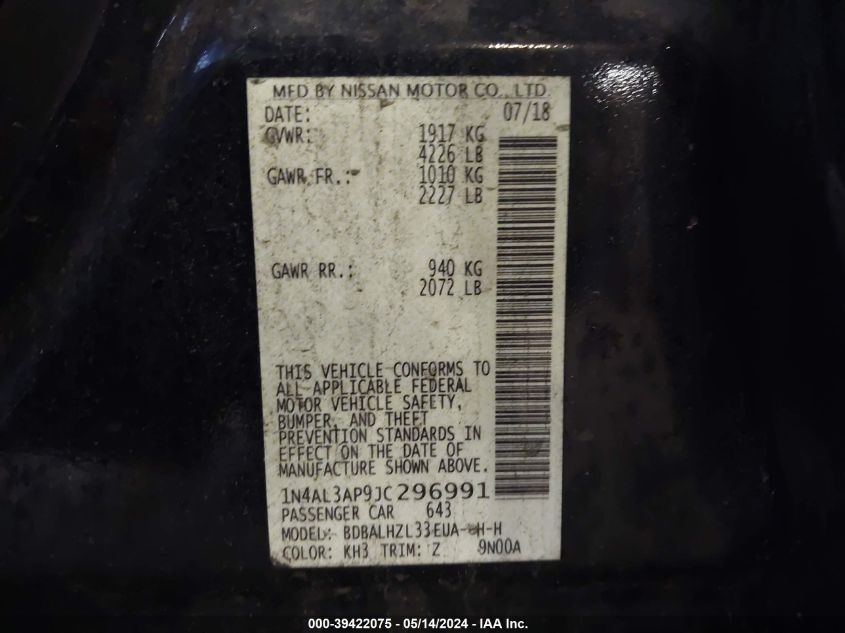 MFD BY NISSAN MOTOR CO., LTD.
DATE: 07/18
GVWR: 1917 KG
4226 LB
GAWR FR.: 1010 KG
2227 LB
GAWR RR.: 940 KG
2072 LB
THIS VEHICLE CONFORMS TO
ALL APPLICABLE FEDERAL
MOTOR VEHICLE SAFETY,
BUMPER, AND THEFT
PREVENTION STANDARDS IN
EFFECT ON THE DATE OF
MANUFACTURE SHOWN ABOVE.
1N4AL3AP9JC296991
PASSENGER CAR 643
MODEL: BDBALHZL33EUA- H-H
COLOR: KH3 TRIM: Z 9N00A
000-39422075 - 05/14/2024 - IAA Inc.